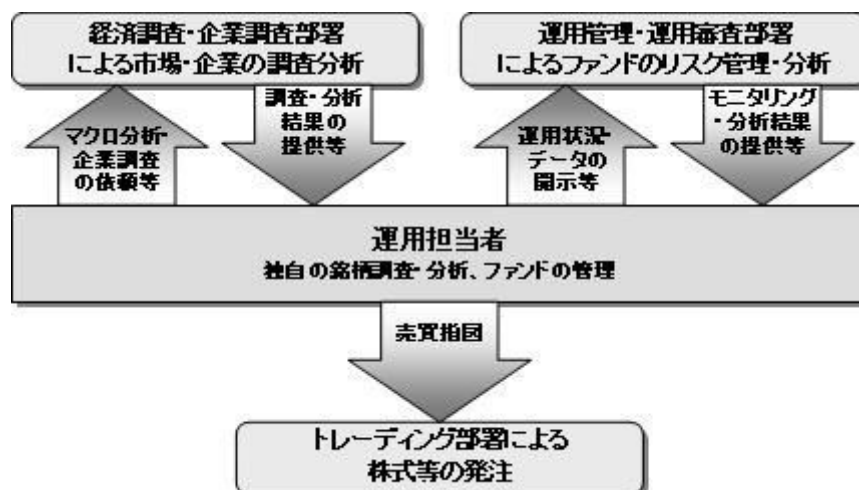 経済調査・企業調査部署
による市場・企業の調査分析
運用管理・運用審査部署
によるファンドのリスク管理・分析
マクロ分析・
企業調査
の依頼等
調査・分析
結果の
提供等
運用状況・
データの
開示等
モニタリング
・分析結果
の提供等
運用担当者
独自の銘柄調査・分析、ファンドの管理
売買指図
トレーディング部署による
株式等の発注